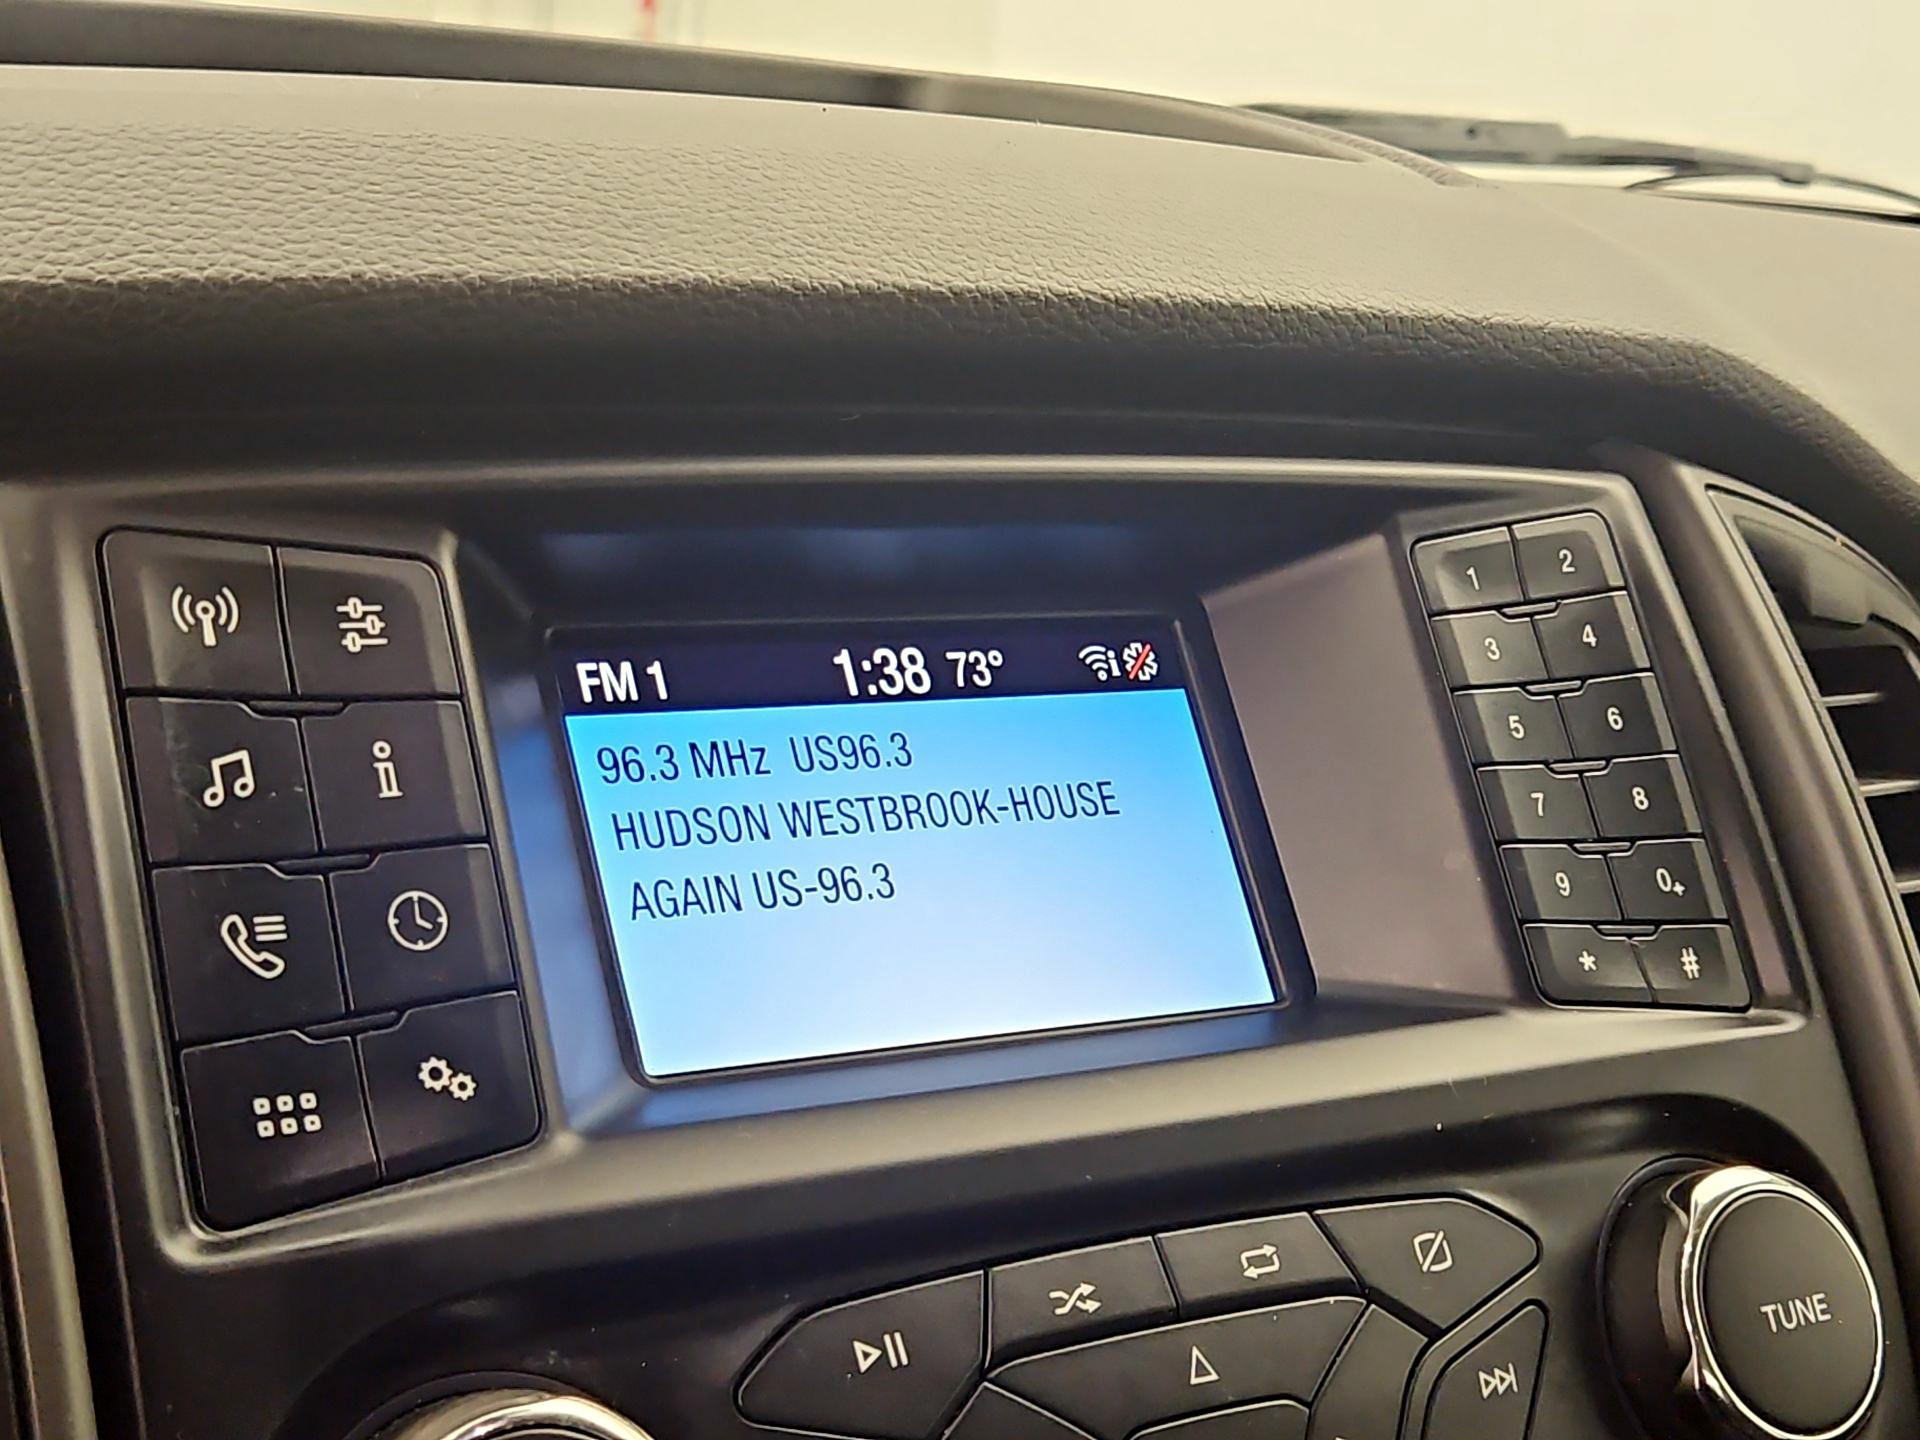 FM 1 1:38 73°
96.3 MHz US96.3
HUDSON WESTBROOK-HOUSE
AGAIN US-96.3
1 2
3 4
5 6
7 8
9 0+
* #
TUNE